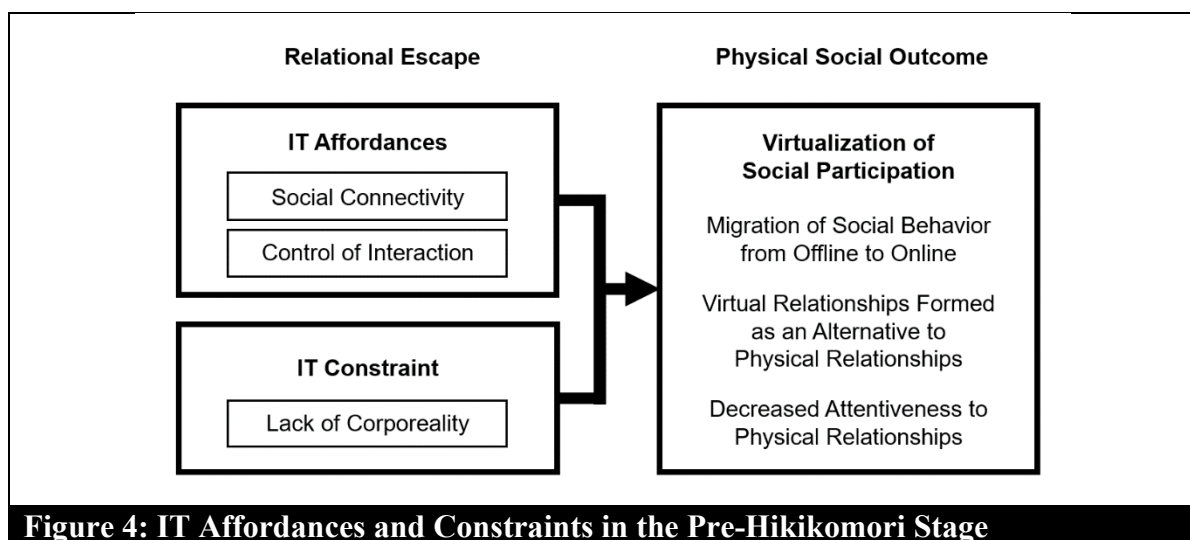 Relational Escape
IT Affordances
Social Connectivity
Control of Interaction
IT Constraint
Lack of Corporeality
Physical Social Outcome
Virtualization of
Social Participation
Migration of Social Behavior
from Offline to Online
Virtual Relationships Formed
as an Alternative to
Physical Relationships
Decreased Attentiveness to
Physical Relationships
Figure 4: IT Affordances and Constraints in the Pre-Hikikomori Stage